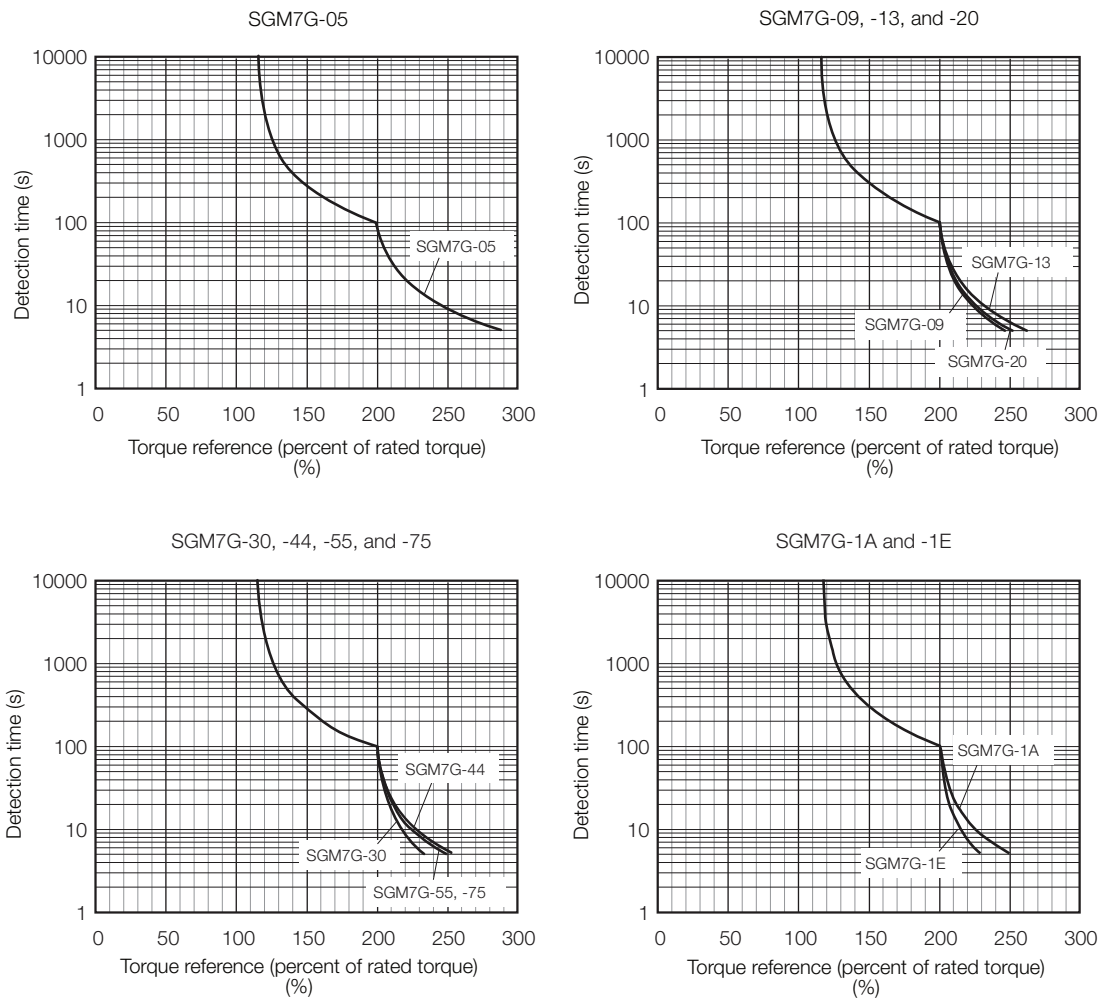 SGM7G-05
10000
1000
100
10
1
Detection time (s)
SGM7G-05
0 50 100 150 200 250 300
Torque reference (percent of rated torque)
(%)
SGM7G-09, -13, and -20
10000
1000
100
10
1
Detection time (s)
SGM7G-13
SGM7G-09
SGM7G-20
0 50 100 150 200 250 300
Torque reference (percent of rated torque)
(%)
SGM7G-30, -44, -55, and -75
10000
1000
100
10
1
Detection time (s)
SGM7G-44
SGM7G-30
SGM7G-55, -75
0 50 100 150 200 250 300
Torque reference (percent of rated torque)
(%)
SGM7G-1A and -1E
10000
1000
100
10
1
Detection time (s)
SGM7G-1A
SGM7G-1E
0 50 100 150 200 250 300
Torque reference (percent of rated torque)
(%)